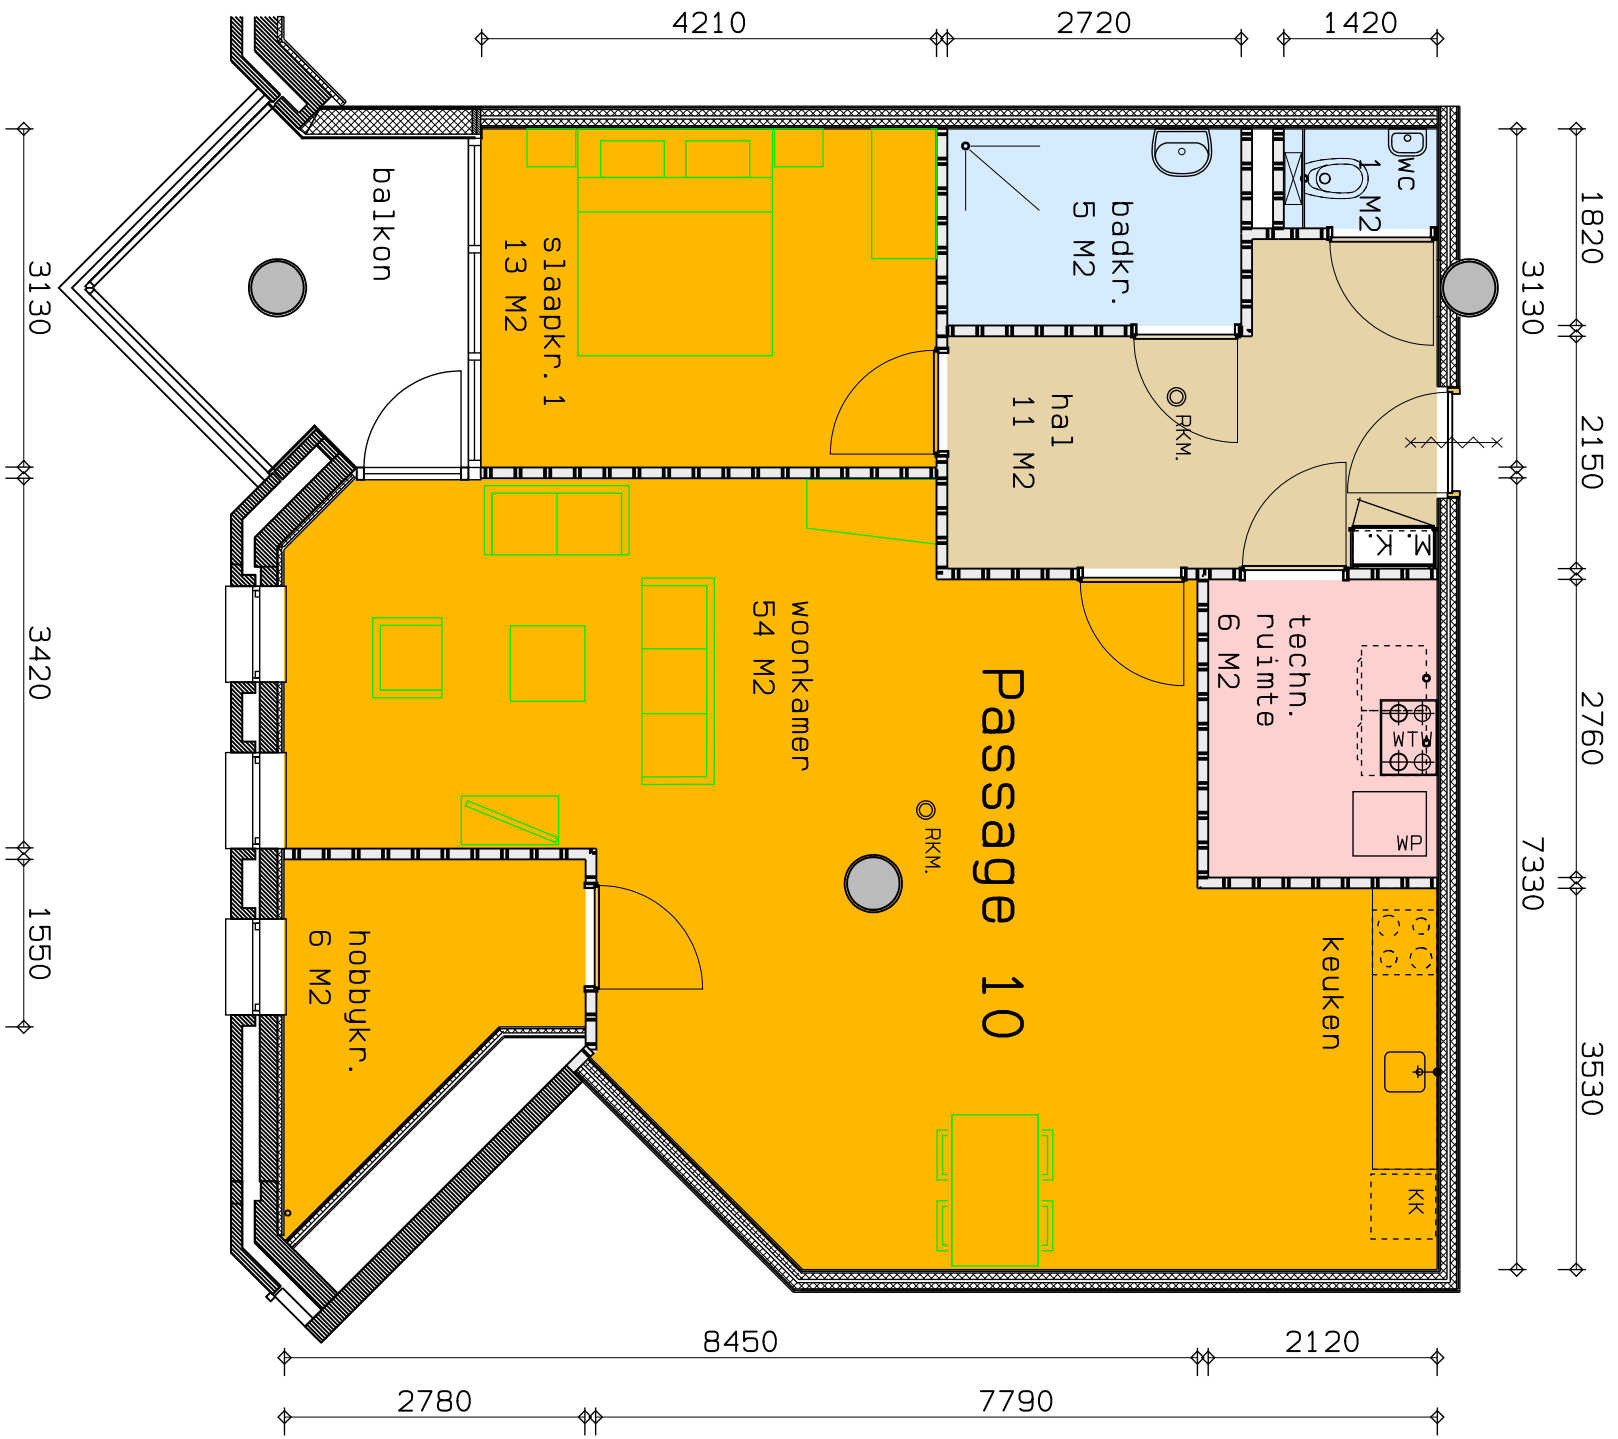 4210
2720
1420
balkon
slaapkr. 1
13 M2
badkr.
5 M2
WC
1 M2
hal
11 M2
RKM.
M. K.
techn.
ruimte
6 M2
WTW
WP
woonkamer
54 M2
Passage 10
RKM.
keuken
KK
hobbykr.
6 M2
3130
3420
1550
3130
7330
1820
2150
2760
3530
8450
2120
2780
7790